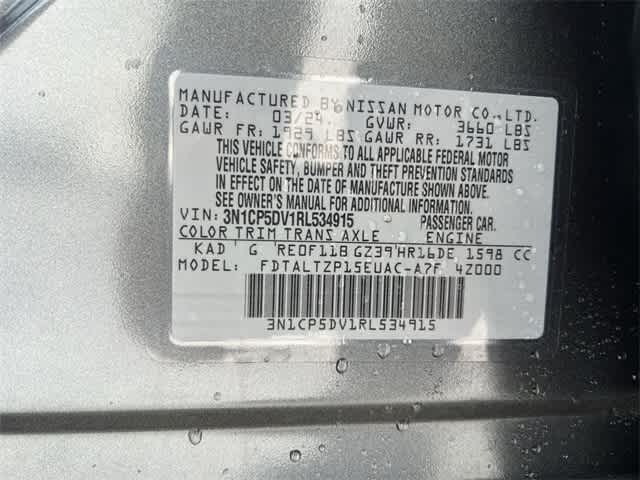 MANUFACTURED BY NISSAN MOTOR CO.,LTD.
DATE: 03/24. GVWR: 3660 LBS
GAWR FR: 1929 LBS GAWR RR: 1731 LBS
THIS VEHICLE CONFORMS TO ALL APPLICABLE FEDERAL MOTOR
VEHICLE SAFETY, BUMPER AND THEFT PREVENTION STANDARDS
IN EFFECT ON THE DATE OF MANUFACTURE SHOWN ABOVE.
SEE OWNER'S MANUAL FOR ADDITIONAL INFORMATION.
VIN: 3N1CP5DV1RL534915 PASSENGER CAR.
COLOR TRIM TRANS AXLE ENGINE
KAD G RE0F11B GZ39 HR16DE 1598 CC
MODEL: FDTALTZP15EUAC-A7F 4Z000
3N1CP5DV1RL534915